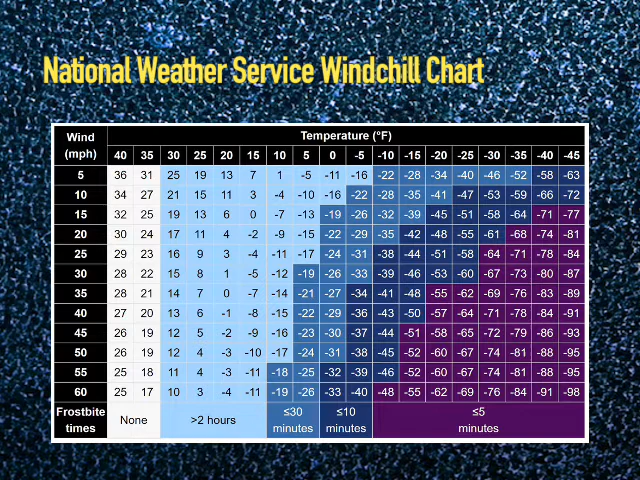 National Weather Service Windchill Chart
Wind (mph) Temperature (°F)
40 35 30 25 20 15 10 5 0 -5 -10 -15 -20 -25 -30 -35 -40 -45
5 36 31 25 19 13 7 1 -5 -11 -16 -22 -28 -34 -40 -46 -52 -58 -63
10 34 27 21 15 11 3 -4 -10 -16 -22 -28 -35 -41 -47 -53 -59 -66 -72
15 32 25 19 13 6 0 -7 -13 -19 -26 -32 -39 -45 -51 -58 -64 -71 -77
20 30 24 17 11 4 -2 -9 -15 -22 -29 -35 -42 -48 -55 -61 -68 -74 -81
25 29 23 16 9 3 -4 -11 -17 -24 -31 -38 -44 -51 -58 -64 -71 -78 -84
30 28 22 15 8 1 -5 -12 -19 -26 -33 -39 -46 -53 -60 -67 -73 -80 -87
35 28 21 14 7 0 -7 -14 -21 -27 -34 -41 -48 -55 -62 -69 -76 -83 -89
40 27 20 13 6 -1 -8 -15 -22 -29 -36 -43 -50 -57 -64 -71 -78 -84 -91
45 26 19 12 5 -2 -9 -16 -23 -30 -37 -44 -51 -58 -65 -72 -79 -86 -93
50 26 19 12 4 -3 -10 -17 -24 -31 -38 -45 -52 -60 -67 -74 -81 -88 -95
55 25 18 11 4 -3 -11 -18 -25 -32 -39 -46 -52 -60 -67 -74 -81 -88 -95
60 25 17 10 3 -4 -11 -19 -26 -33 -40 -48 -55 -62 -69 -76 -84 -91 -98
Frostbite times None >2 hours ≤30 minutes ≤10 minutes ≤5 minutes